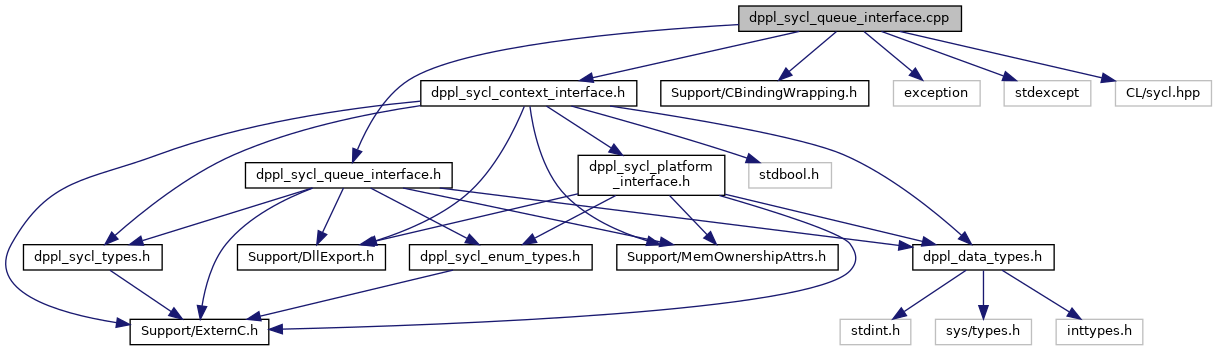 dppl_sycl_queue_interface.cpp
dppl_sycl_context_interface.h
Support/CBindingWrapping.h
exception
stdexcept
CL/sycl.hpp
dppl_sycl_queue_interface.h
dppl_sycl_platform
_interface.h
stdbool.h
dppl_sycl_types.h
Support/DllExport.h
dppl_sycl_enum_types.h
Support/MemOwnershipAttrs.h
dppl_data_types.h
Support/ExternC.h
stdint.h
sys/types.h
inttypes.h